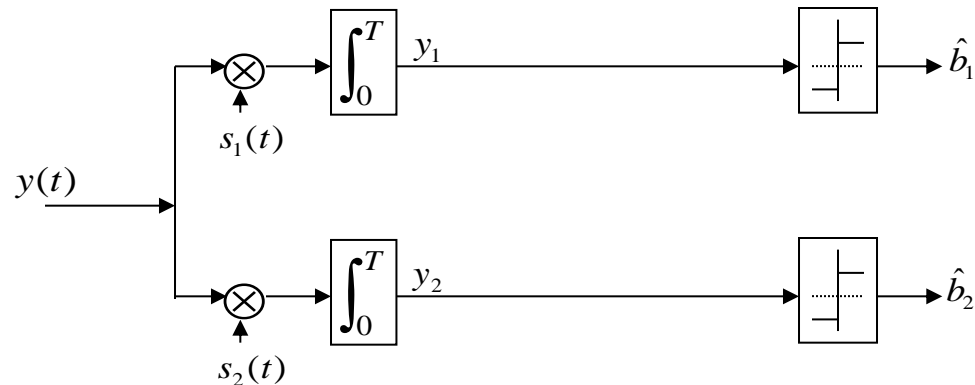 ∫₀ᵀ
y₁
b̂₁
s₁(t)
y(t)
∫₀ᵀ
y₂
b̂₂
s₂(t)